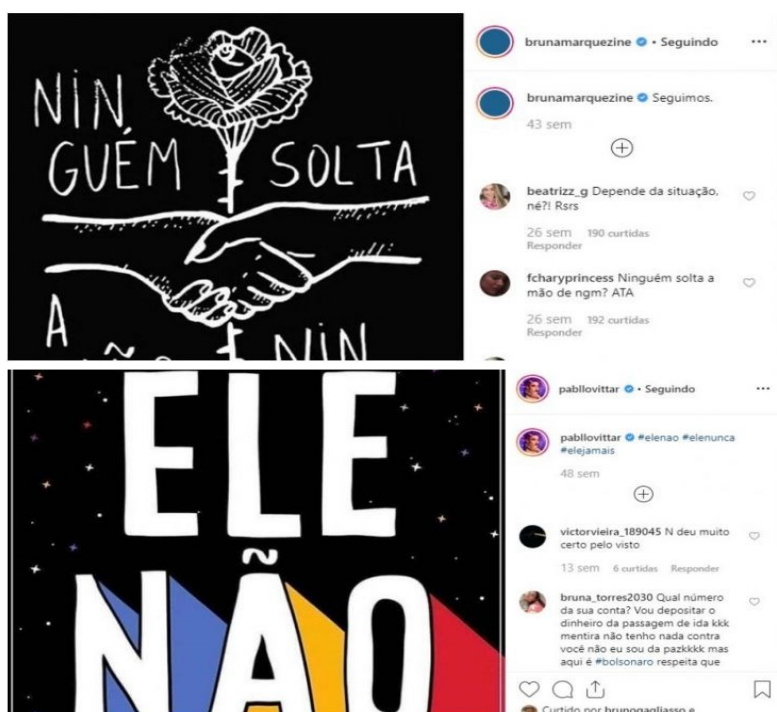 NIN
GUÉM SOLTA
A
NIN
brunamarquezine • Seguindo
brunamarquezine Seguimos.
43 sem
beatrizz_g Depende da situação,
né?! Rsrs
26 sem 190 curtidas
Responder
fcharyprincess Ninguém solta a
mão de ngm? ATA
26 sem 192 curtidas
Responder
ELE
NÃO
pabllovittar • Seguindo
pabllovittar #elenao #elenunca
#elejamais
48 sem
victorvieira_189045 N deu muito
certo pelo visto
13 sem 6 curtidas Responder
bruna_torres2030 Qual número
da sua conta? Vou depositar o
dinheiro da passagem de ida kkk
mentira não tenho nada contra
você não eu sou da pazkkkk mas
aqui é #bolsonaro respeita que
Curtido por brunogagliasso e